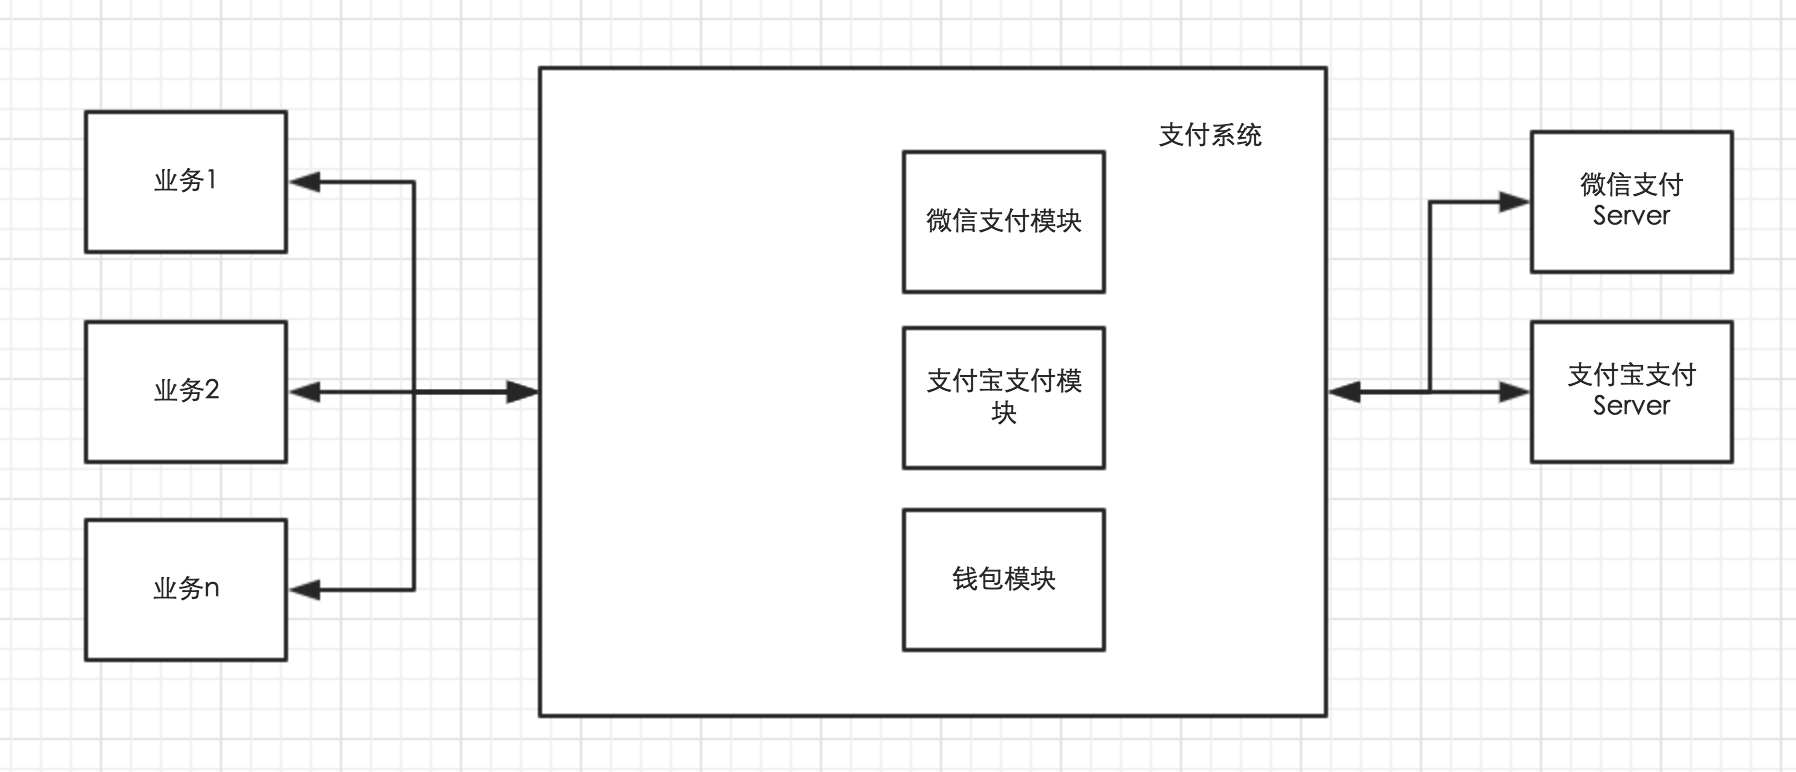 业务1
业务2
业务n
支付系统
微信支付模块
支付宝支付模
块
钱包模块
微信支付
Server
支付宝支付
Server